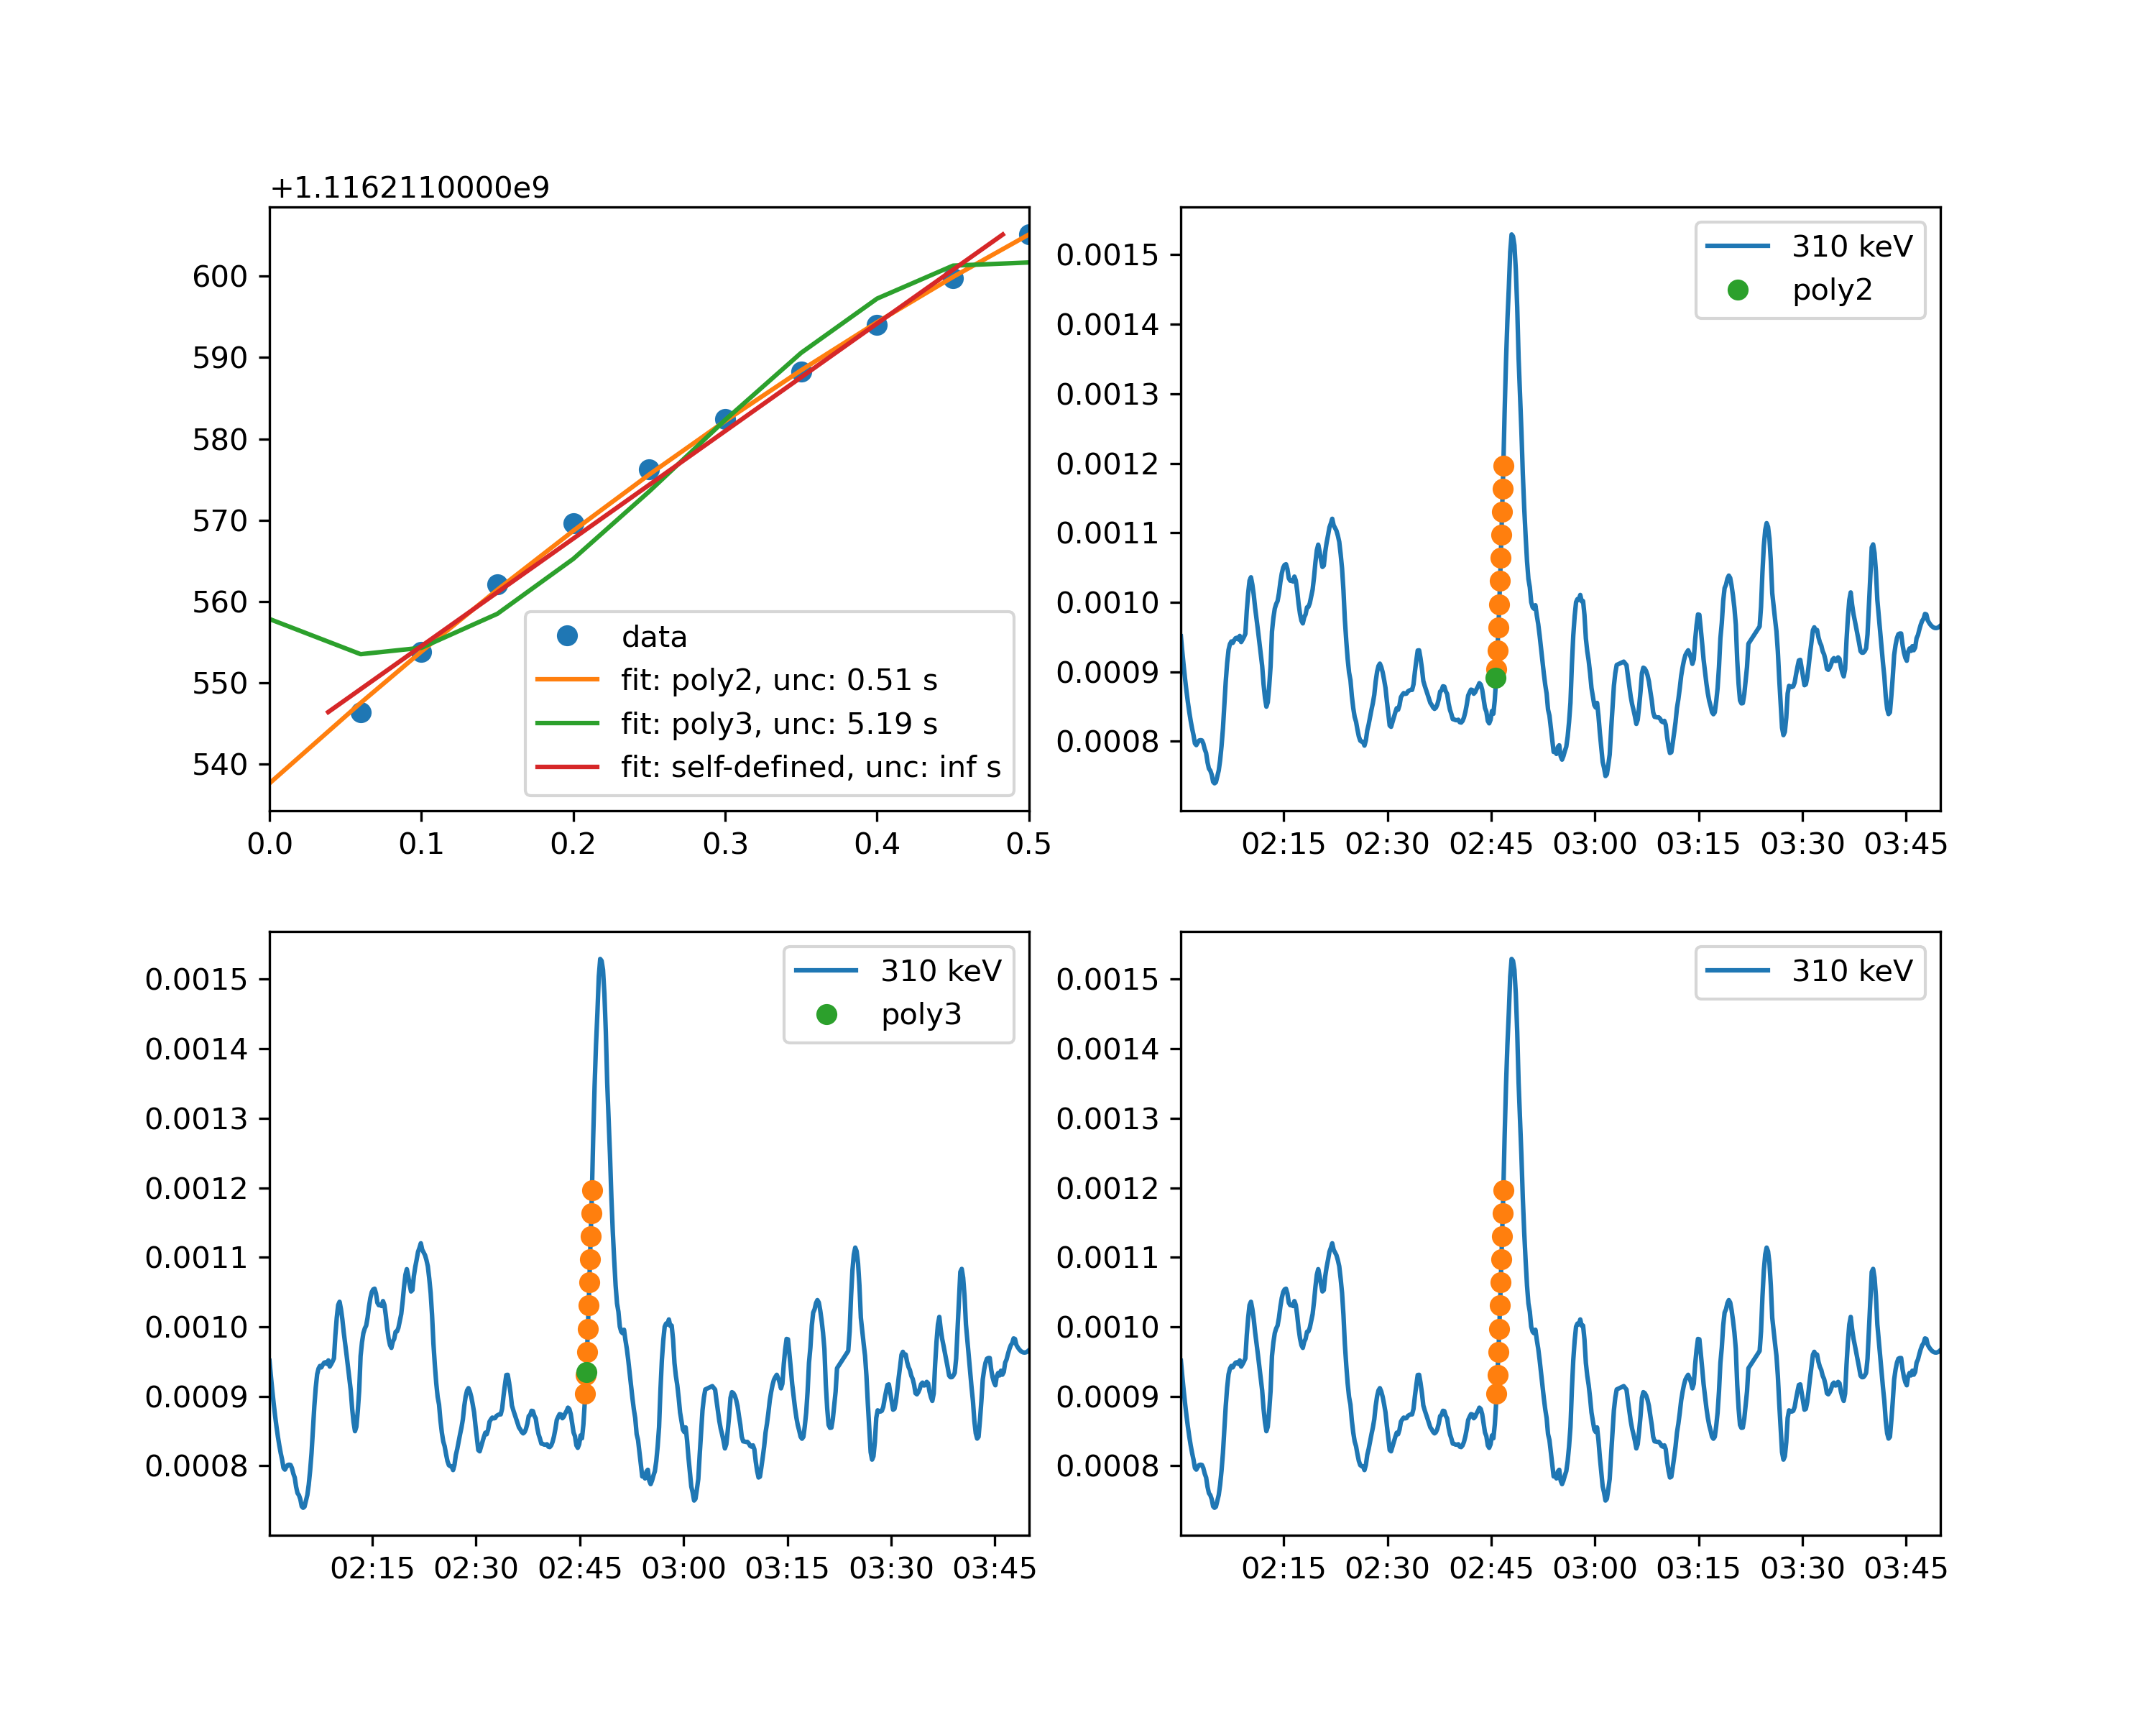 +1.1162110000e9
600
590
580
570
560
550
540
0.0 0.1 0.2 0.3 0.4 0.5
data
fit: poly2, unc: 0.51 s
fit: poly3, unc: 5.19 s
fit: self-defined, unc: inf s
0.0015
0.0014
0.0013
0.0012
0.0011
0.0010
0.0009
0.0008
02:15 02:30 02:45 03:00 03:15 03:30 03:45
310 keV
poly2
0.0015
0.0014
0.0013
0.0012
0.0011
0.0010
0.0009
0.0008
02:15 02:30 02:45 03:00 03:15 03:30 03:45
310 keV
poly3
0.0015
0.0014
0.0013
0.0012
0.0011
0.0010
0.0009
0.0008
02:15 02:30 02:45 03:00 03:15 03:30 03:45
310 keV